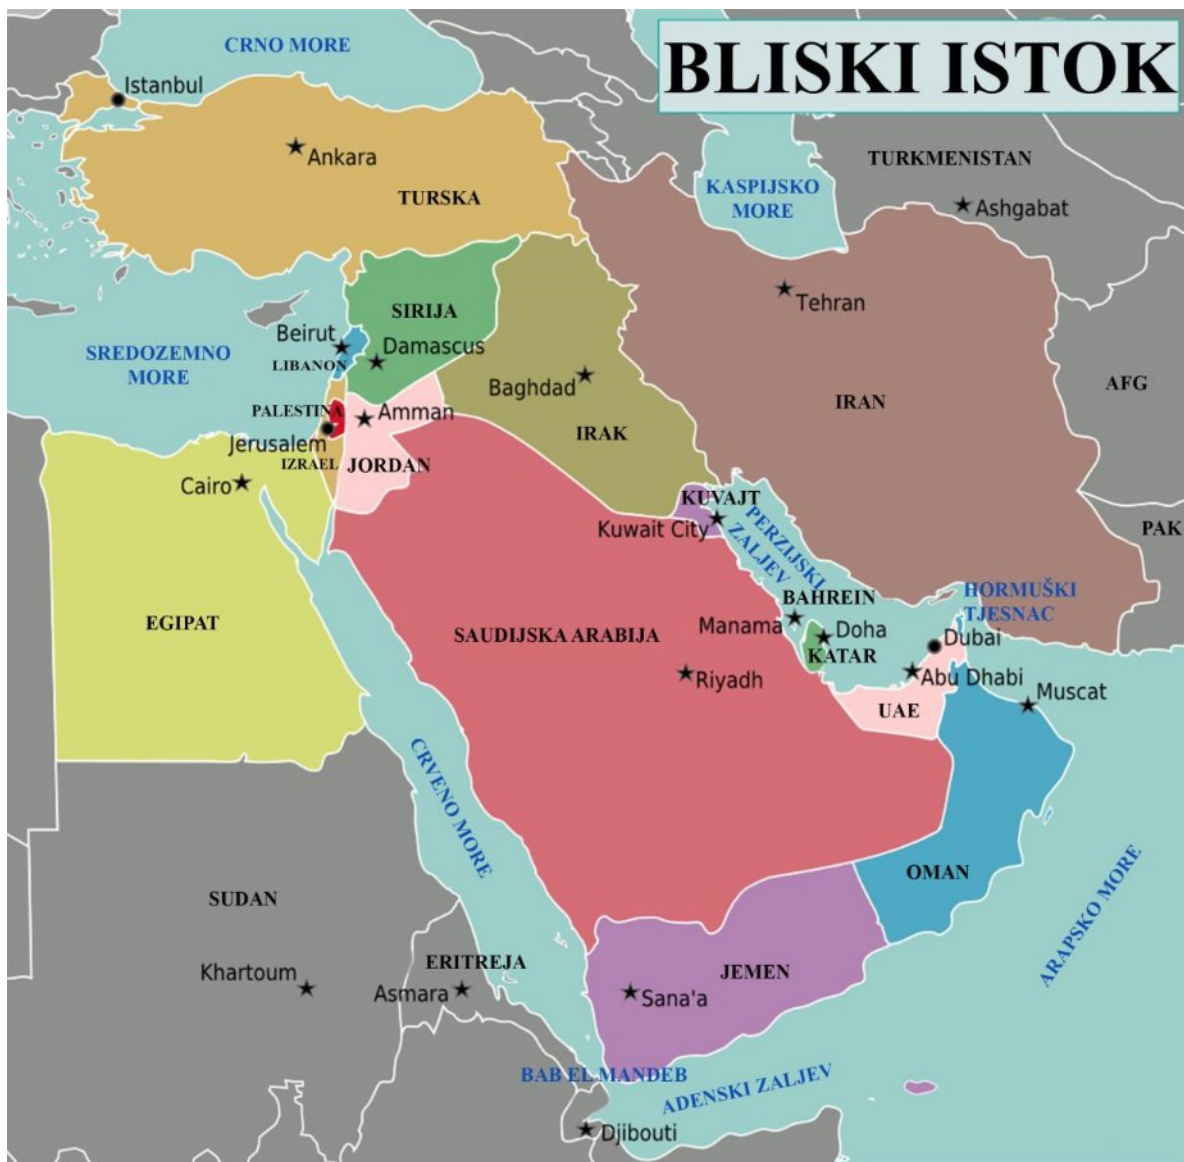 BLISKI ISTOK
CRNO MORE
Istanbul
Ankara
TURSKA
KASPIJSKO
MORE
TURKMENISTAN
Ashgabat
SIRIJA
Tehran
Beirut
Damascus
LIBANON
SREDOZEMNO
MORE
Baghdad
IRAN
AFG
PALESTINA
Amman
IRAK
Jerusalem
IZRAEL
JORDAN
Cairo
KUVAJT
Kuwait City
PERZIJSKI
ZALJEV
PAK
HORMUŠKI
TJESNAC
BAHREIN
Manama
Doha
Dubai
EGIPAT
SAUDIJSKA ARABIJA
KATAR
Riyadh
Abu Dhabi
Muscat
UAE
CRVENO MORE
OMAN
ARAPSKO MORE
SUDAN
ERITREJA
JEMEN
Khartoum
Asmara
Sana'a
BAB EL MANDEB
ADENSKI ZALJEV
Djibouti